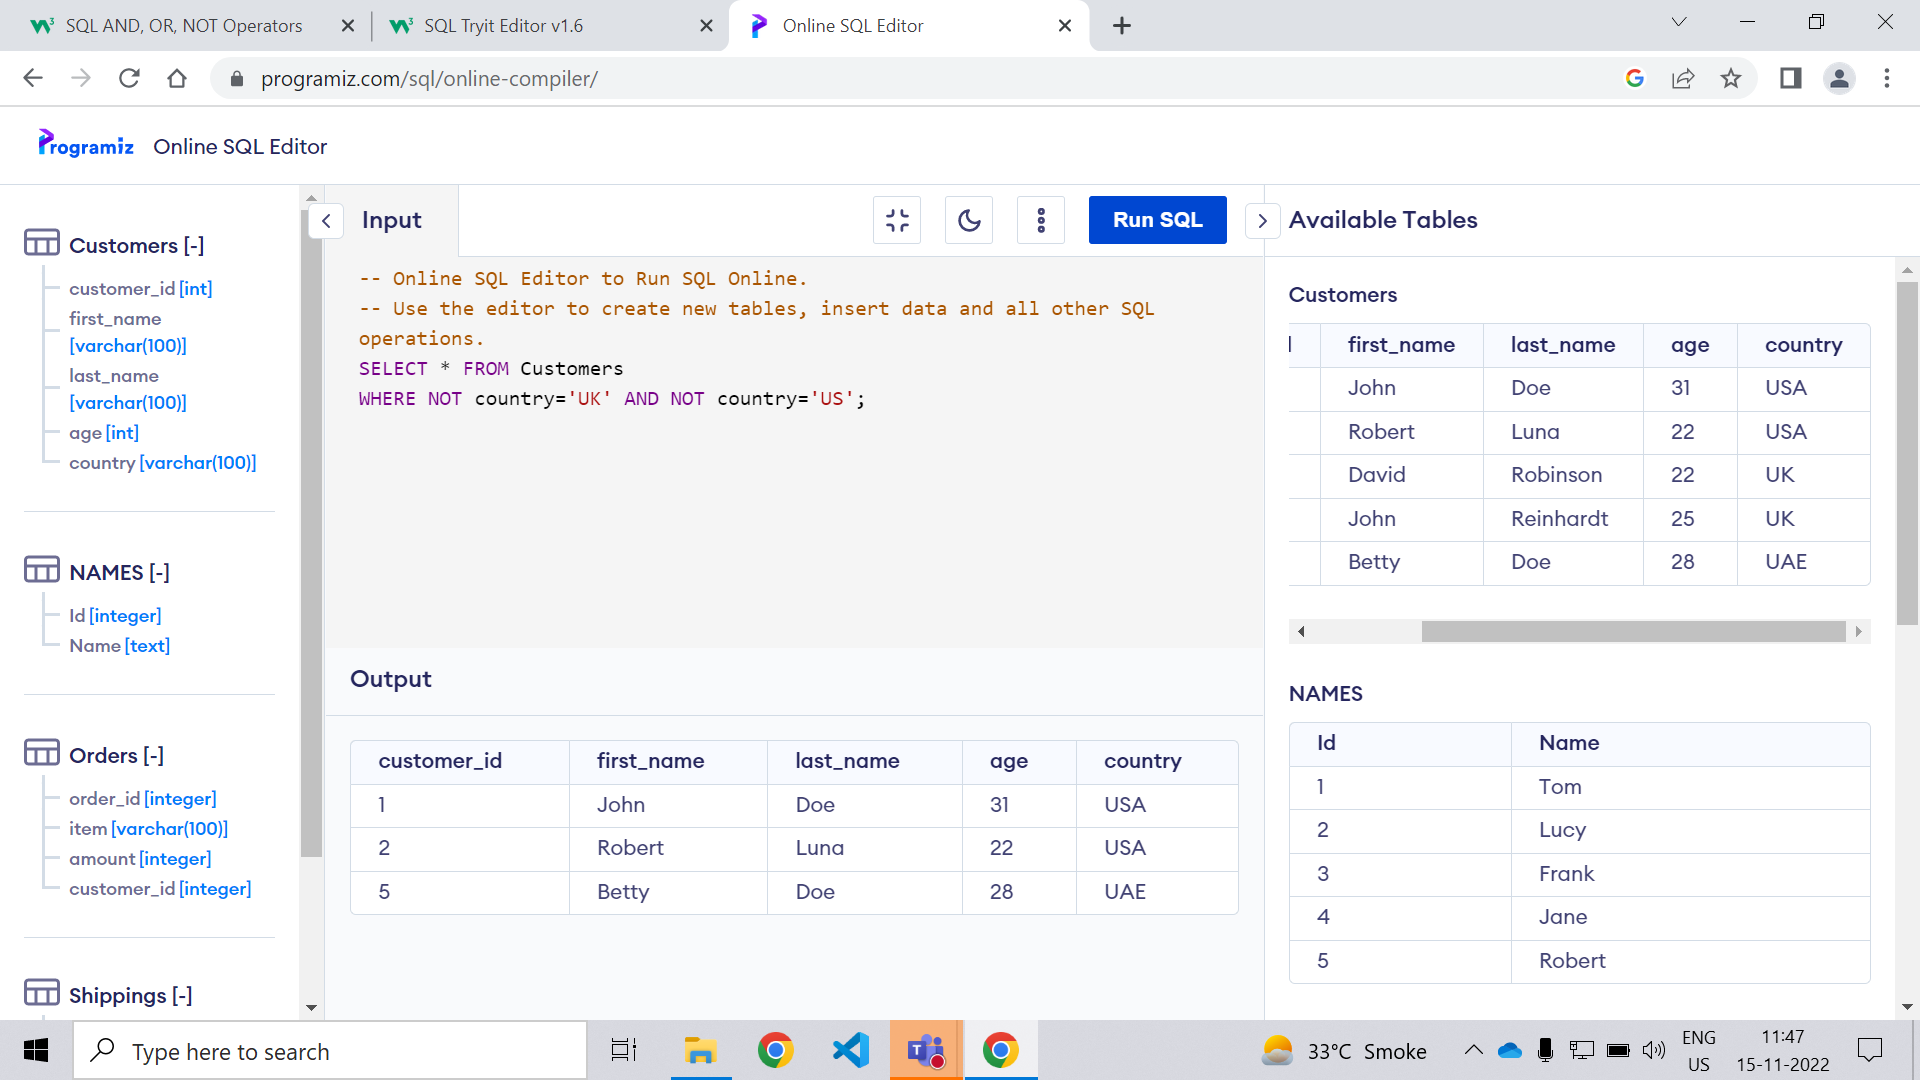 SQL AND, OR, NOT Operators
SQL Tryit Editor v1.6
Online SQL Editor
programiz.com/sql/online-compiler/
Programiz Online SQL Editor
Customers [-]
customer_id [int]
first_name
[varchar(100)]
last_name
[varchar(100)]
age [int]
country [varchar(100)]
NAMES [-]
Id [integer]
Name [text]
Orders [-]
order_id [integer]
item [varchar(100)]
amount [integer]
customer_id [integer]
Shippings [-]
Input
Run SQL
-- Online SQL Editor to Run SQL Online.
-- Use the editor to create new tables, insert data and all other SQL
operations.
SELECT * FROM Customers
WHERE NOT country='UK' AND NOT country='US';
Output
customer_id first_name last_name age country
1 John Doe 31 USA
2 Robert Luna 22 USA
5 Betty Doe 28 UAE
Available Tables
Customers
first_name last_name age country
John Doe 31 USA
Robert Luna 22 USA
David Robinson 22 UK
John Reinhardt 25 UK
Betty Doe 28 UAE
NAMES
Id Name
1 Tom
2 Lucy
3 Frank
4 Jane
5 Robert
Type here to search
33°C Smoke
ENG
US
11:47
15-11-2022